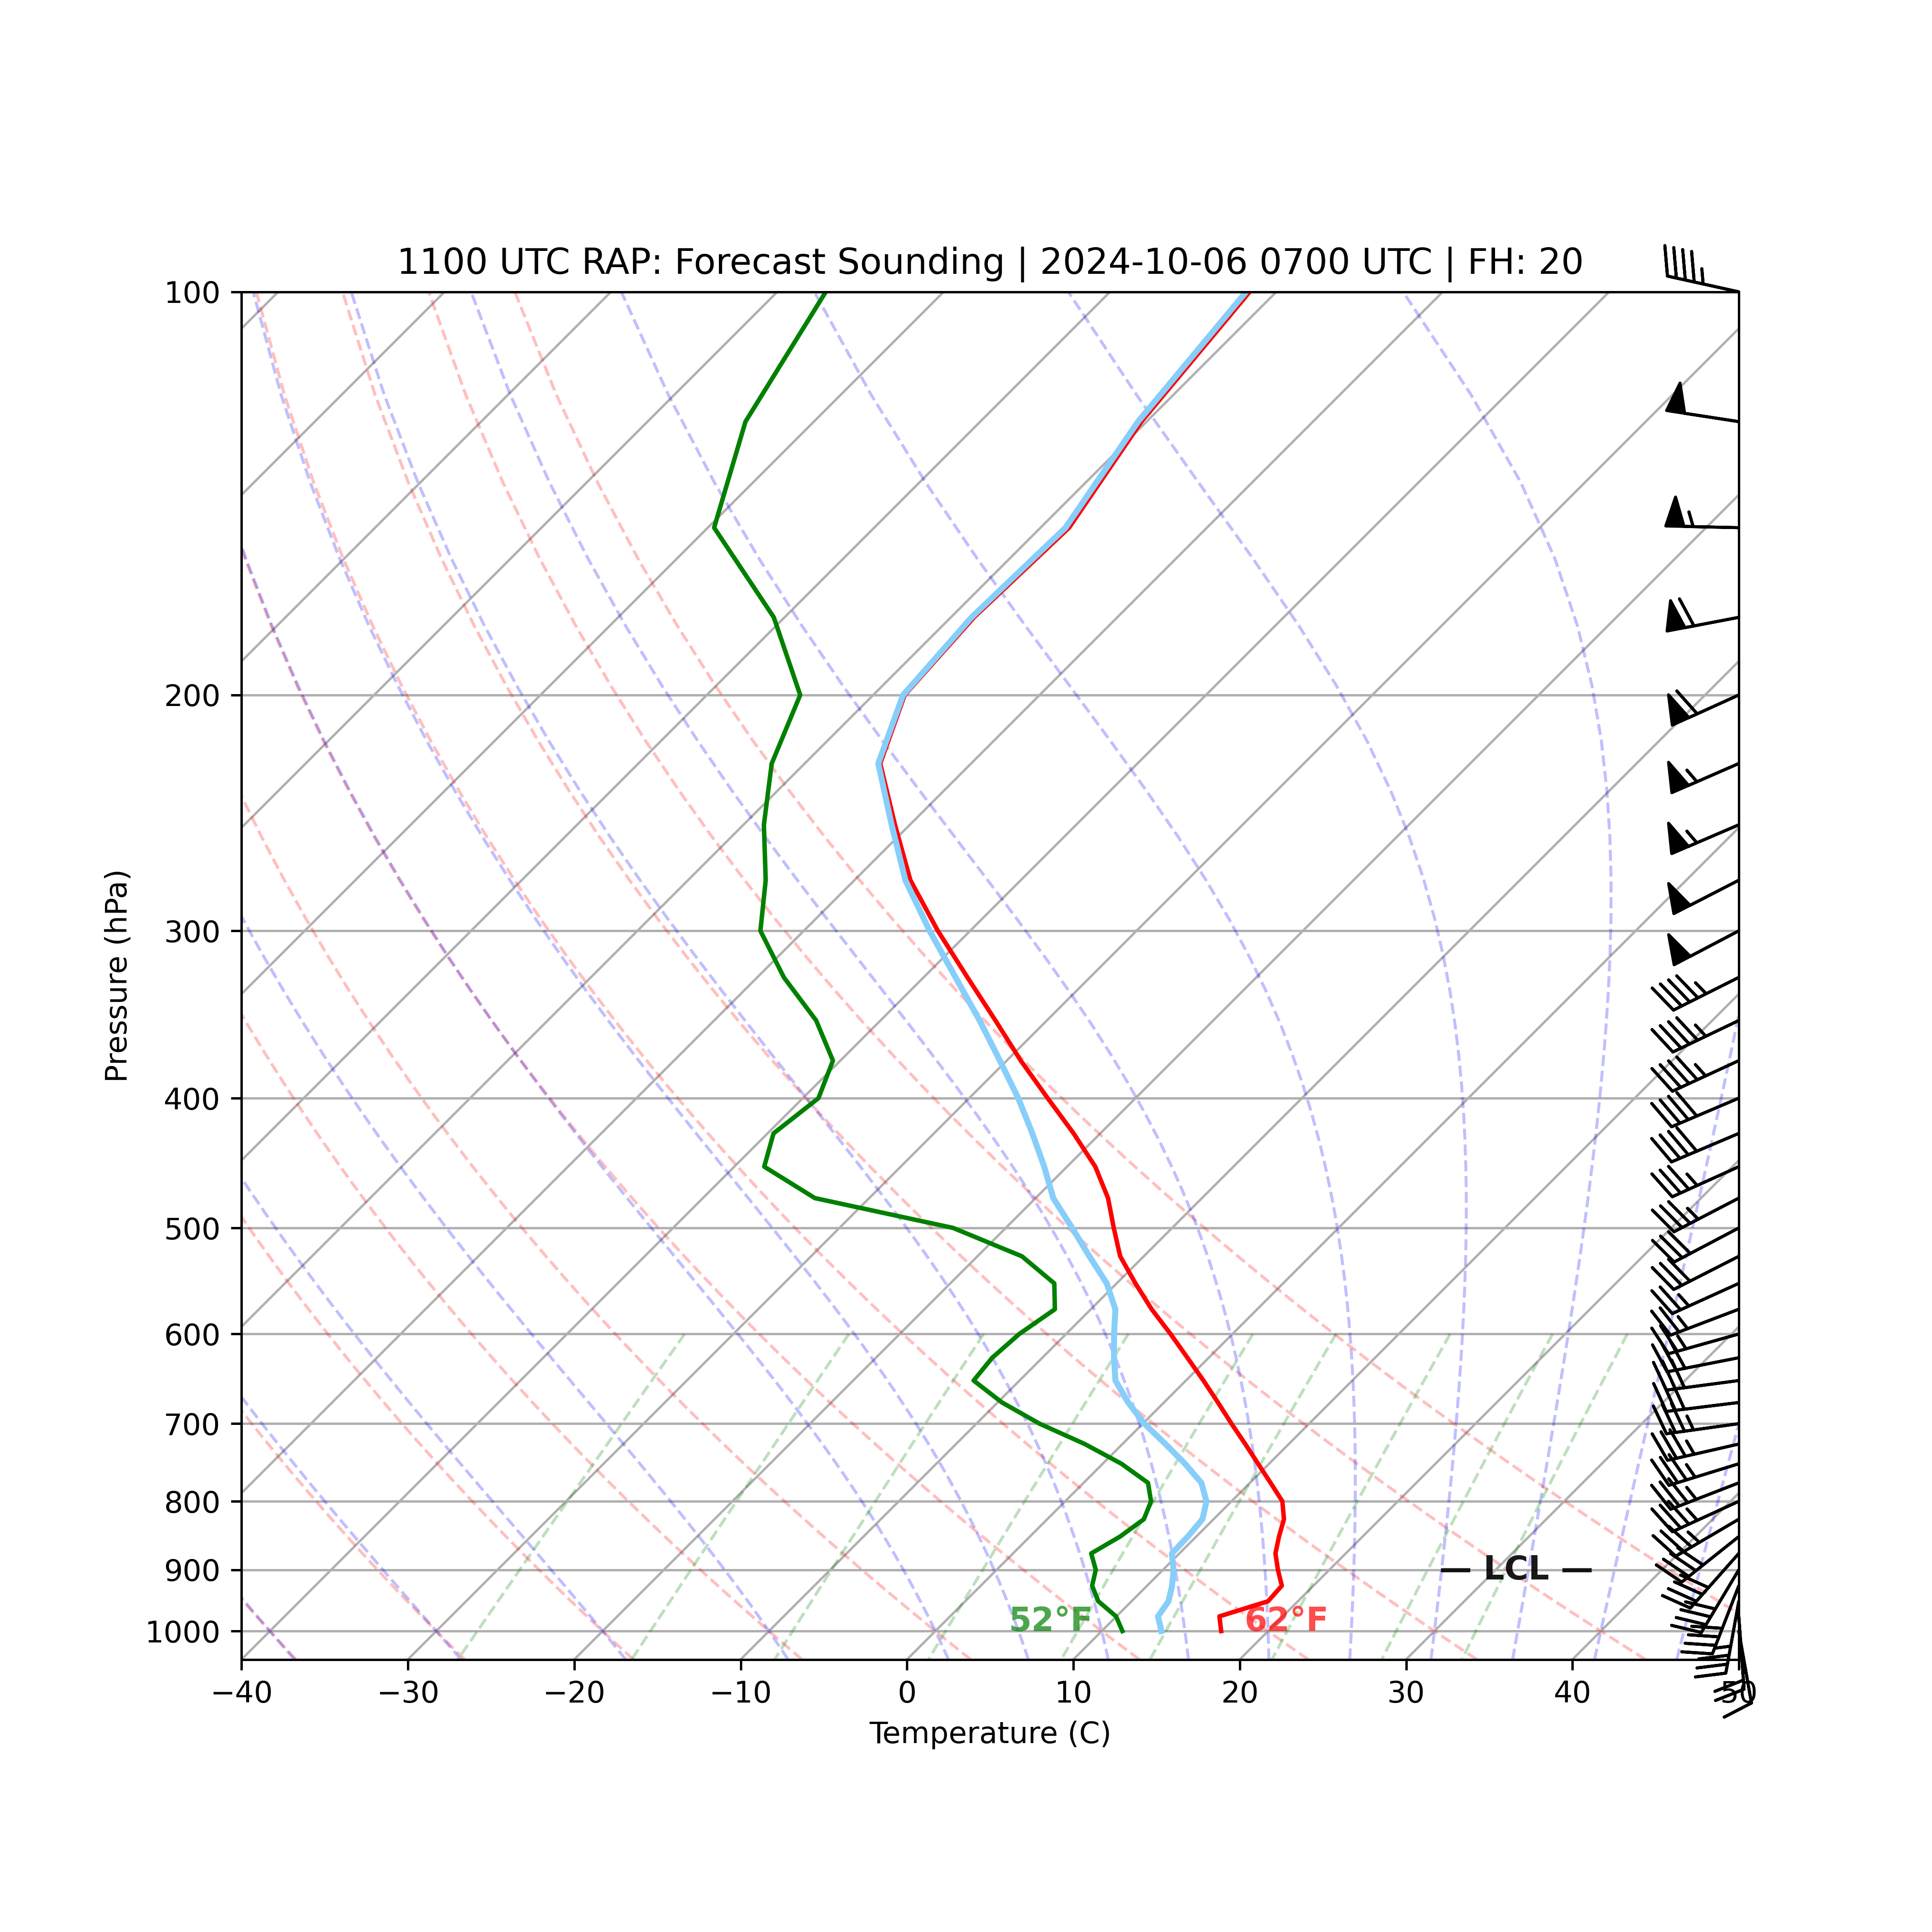 1100 UTC RAP: Forecast Sounding | 2024-10-06 0700 UTC | FH: 20
100
200
300
400
500
600
700
800
900
1000
Pressure (hPa)
— LCL —
52°F 62°F
−40 −30 −20 −10 0 10 20 30 40 50
Temperature (C)